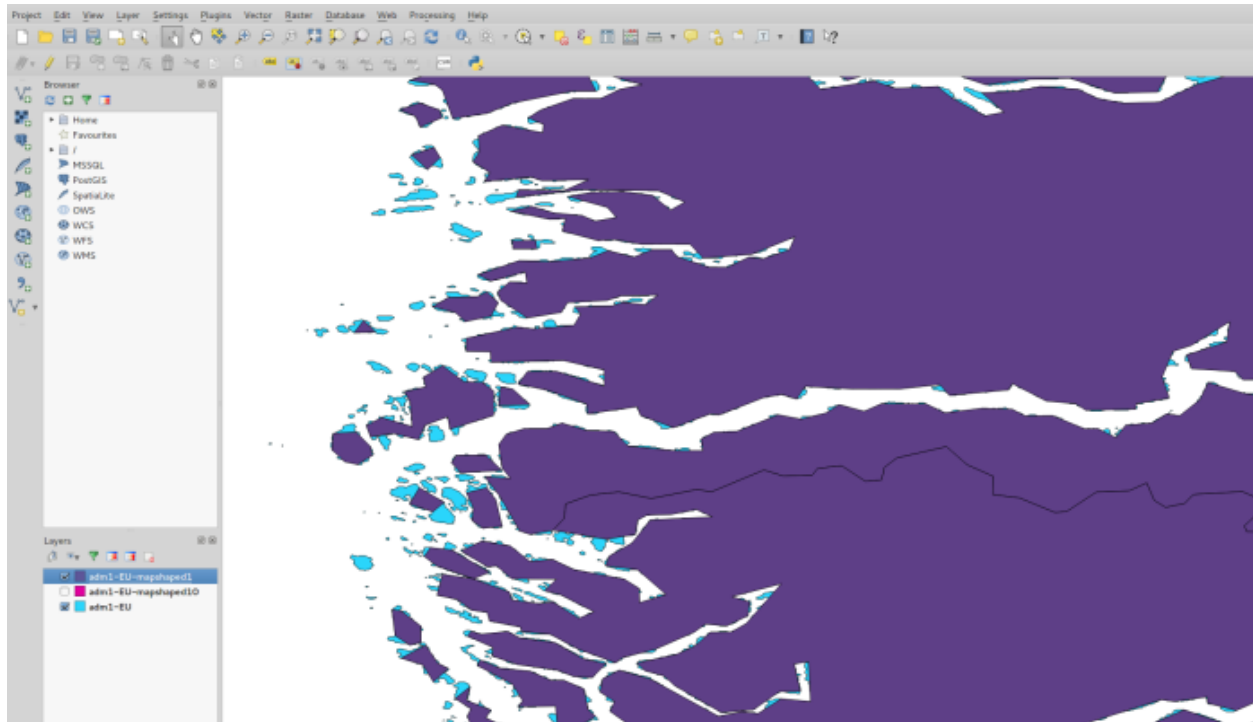 Project Edit View Layer Settings Plugins Vector Raster Database Web Processing Help
Browser
Home
Favourites
/
MSSQL
PostGIS
SpatiaLite
OWS
WCS
WFS
WMS
Layers
adm1-EU-mapshaped1
adm1-EU-mapshaped10
adm1-EU